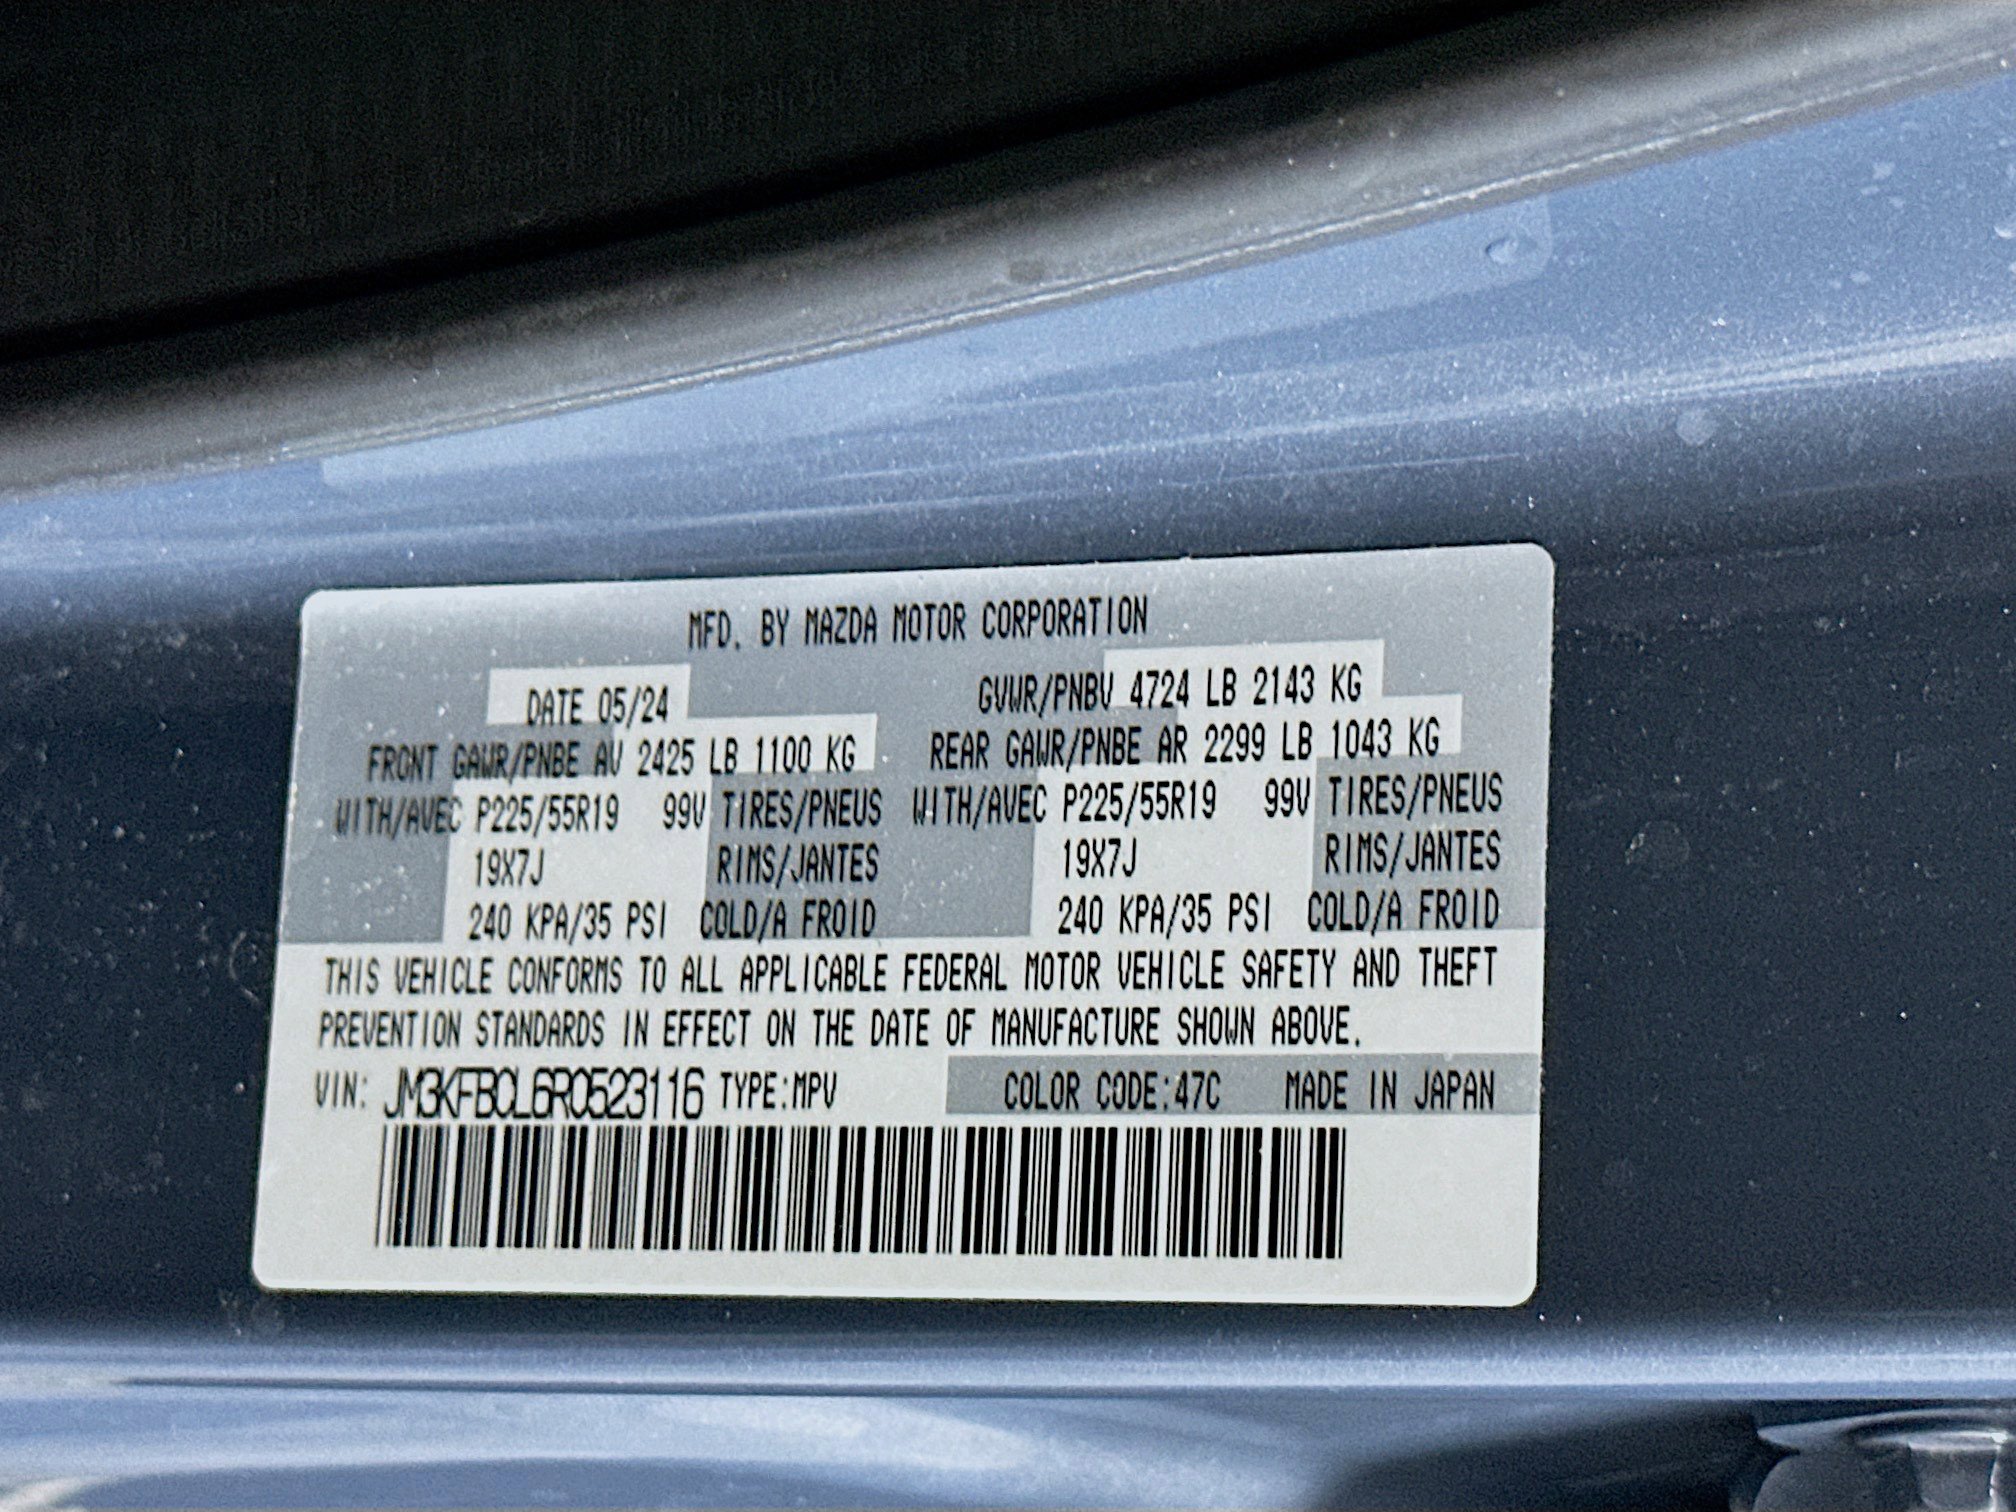 MFD. BY MAZDA MOTOR CORPORATION
DATE 05/24 GVWR/PNBV 4724 LB 2143 KG
FRONT GAWR/PNBE AV 2425 LB 1100 KG REAR GAWR/PNBE AR 2299 LB 1043 KG
WITH/AVEC P225/55R19 99V TIRES/PNEUS WITH/AVEC P225/55R19 99V TIRES/PNEUS
19X7J RIMS/JANTES 19X7J RIMS/JANTES
240 KPA/35 PSI COLD/A FROID 240 KPA/35 PSI COLD/A FROID
THIS VEHICLE CONFORMS TO ALL APPLICABLE FEDERAL MOTOR VEHICLE SAFETY AND THEFT
PREVENTION STANDARDS IN EFFECT ON THE DATE OF MANUFACTURE SHOWN ABOVE.
VIN: JM3KFBCL6R0523116 TYPE:MPV COLOR CODE:47C MADE IN JAPAN